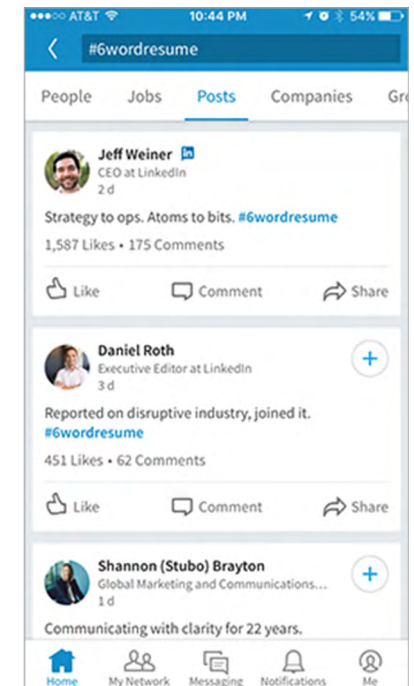 AT&T 10:44 PM 54%
#6wordresume
People Jobs Posts Companies Gr
Jeff Weiner in
CEO at LinkedIn
2 d
Strategy to ops. Atoms to bits. #6wordresume
1,587 Likes • 175 Comments
Like Comment Share
Daniel Roth
Executive Editor at LinkedIn
3 d
Reported on disruptive industry, joined it.
#6wordresume
451 Likes • 62 Comments
Like Comment Share
Shannon (Stubo) Brayton
Global Marketing and Communications...
1 d
Communicating with clarity for 22 years.
Home My Network Messaging Notifications Me